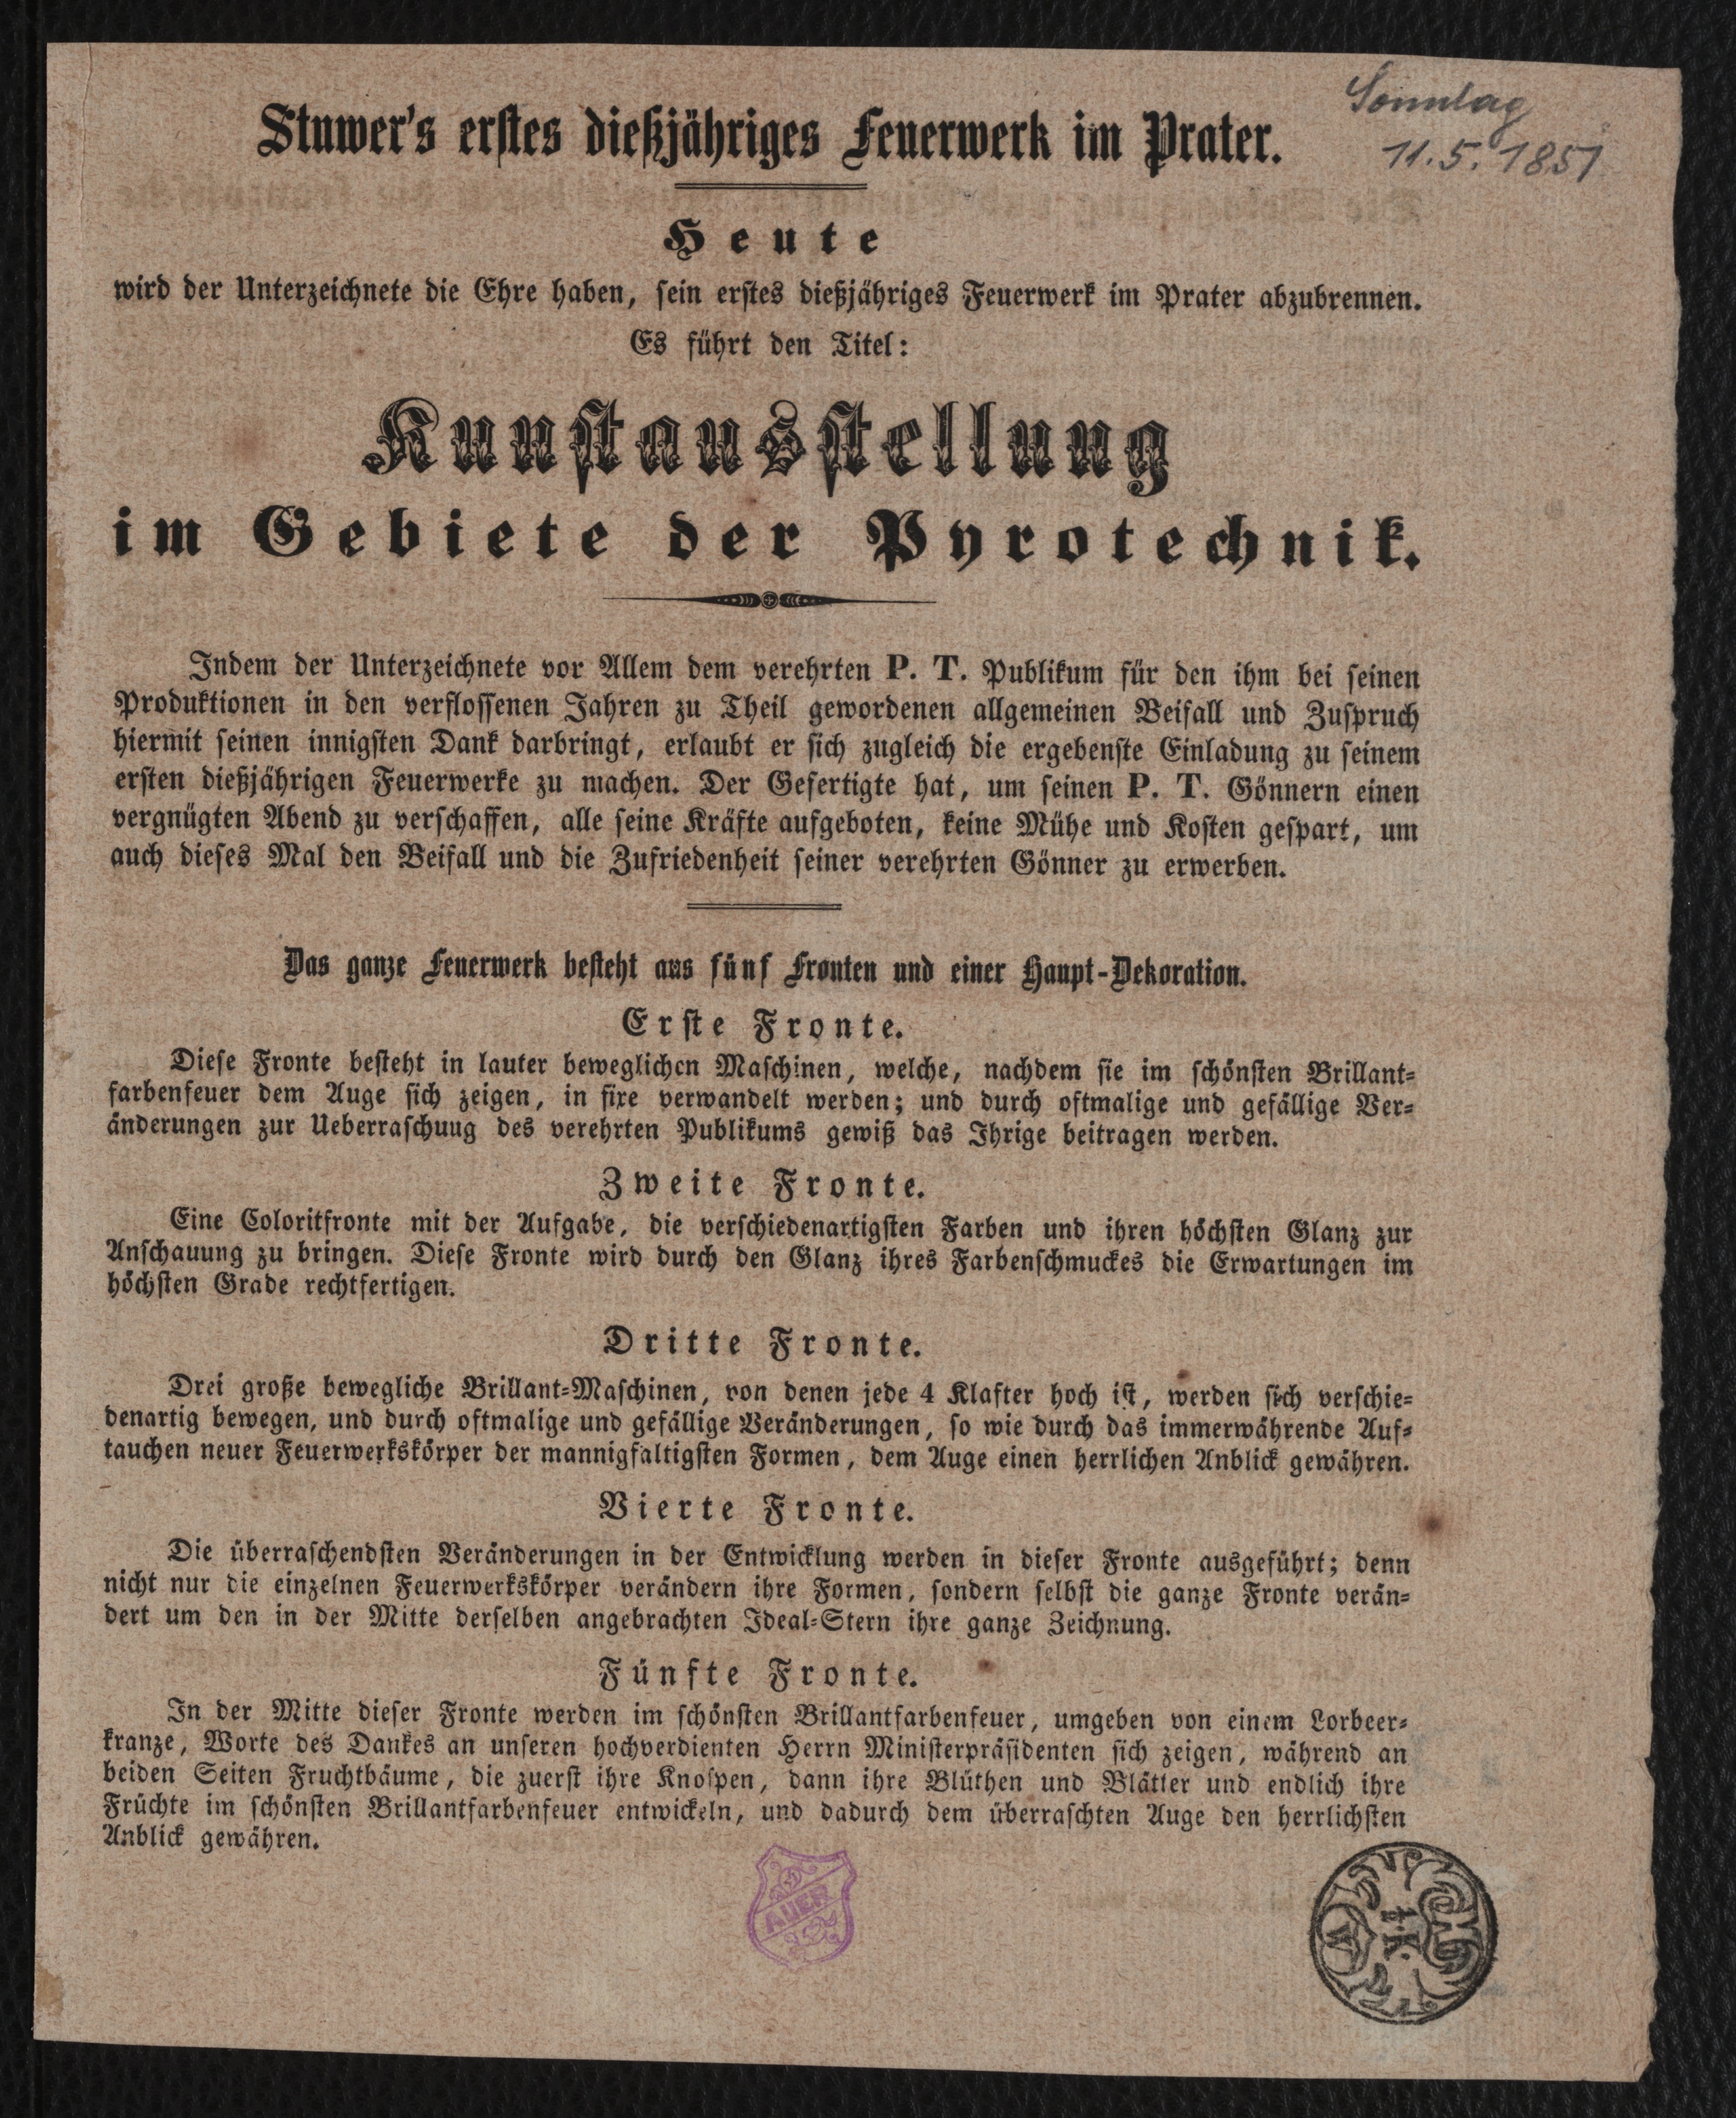 Sonntag
11.5.1851
Stuwer's erstes dießjähriges Feuerwerk im Prater.
Heute
wird der Unterzeichnete die Ehre haben, sein erstes dießjähriges Feuerwerk im Prater abzubrennen.
Es führt den Titel:
Kunstausstellung
im Gebiete der Pyrotechnik.
Indem der Unterzeichnete vor Allem dem verehrten P. T. Publikum für den ihm bei seinen
Produktionen in den verflossenen Jahren zu Theil gewordenen allgemeinen Beifall und Zuspruch
hiermit seinen innigsten Dank darbringt, erlaubt er sich zugleich die ergebenste Einladung zu seinem
ersten dießjährigen Feuerwerke zu machen. Der Gefertigte hat, um seinen P. T. Gönnern einen
vergnügten Abend zu verschaffen, alle seine Kräfte aufgeboten, keine Mühe und Kosten gespart, um
auch dieses Mal den Beifall und die Zufriedenheit seiner verehrten Gönner zu erwerben.
Das ganze Feuerwerk besteht aus fünf Fronten und einer Haupt-Dekoration.
Erste Fronte.
Diese Fronte besteht in lauter beweglichen Maschinen, welche, nachdem sie im schönsten Brillant-
farbenfeuer dem Auge sich zeigen, in fixe verwandelt werden; und durch oftmalige und gefällige Ver-
änderungen zur Ueberraschuug des verehrten Publikums gewiß das Ihrige beitragen werden.
Zweite Fronte.
Eine Coloritfronte mit der Aufgabe, die verschiedenartigsten Farben und ihren höchsten Glanz zur
Anschauung zu bringen. Diese Fronte wird durch den Glanz ihres Farbenschmuckes die Erwartungen im
höchsten Grade rechtfertigen.
Dritte Fronte.
Drei große bewegliche Brillant-Maschinen, von denen jede 4 Klafter hoch ist, werden sich verschie-
denartig bewegen, und durch oftmalige und gefällige Veränderungen, so wie durch das immerwährende Auf-
tauchen neuer Feuerwerkskörper der mannigfaltigsten Formen, dem Auge einen herrlichen Anblick gewähren.
Vierte Fronte.
Die überraschendsten Veränderungen in der Entwicklung werden in dieser Fronte ausgeführt; denn
nicht nur die einzelnen Feuerwerkskörper verändern ihre Formen, sondern selbst die ganze Fronte verän-
dert um den in der Mitte derselben angebrachten Ideal-Stern ihre ganze Zeichnung.
Fünfte Fronte.
In der Mitte dieser Fronte werden im schönsten Brillantfarbenfeuer, umgeben von einem Lorbeer-
kranze, Worte des Dankes an unseren hochverdienten Herrn Ministerpräsidenten sich zeigen, während an
beiden Seiten Fruchtbäume, die zuerst ihre Knospen, dann ihre Blüthen und Blätter und endlich ihre
Früchte im schönsten Brillantfarbenfeuer entwickeln, und dadurch dem überraschten Auge den herrlichsten
Anblick gewähren.
AUER